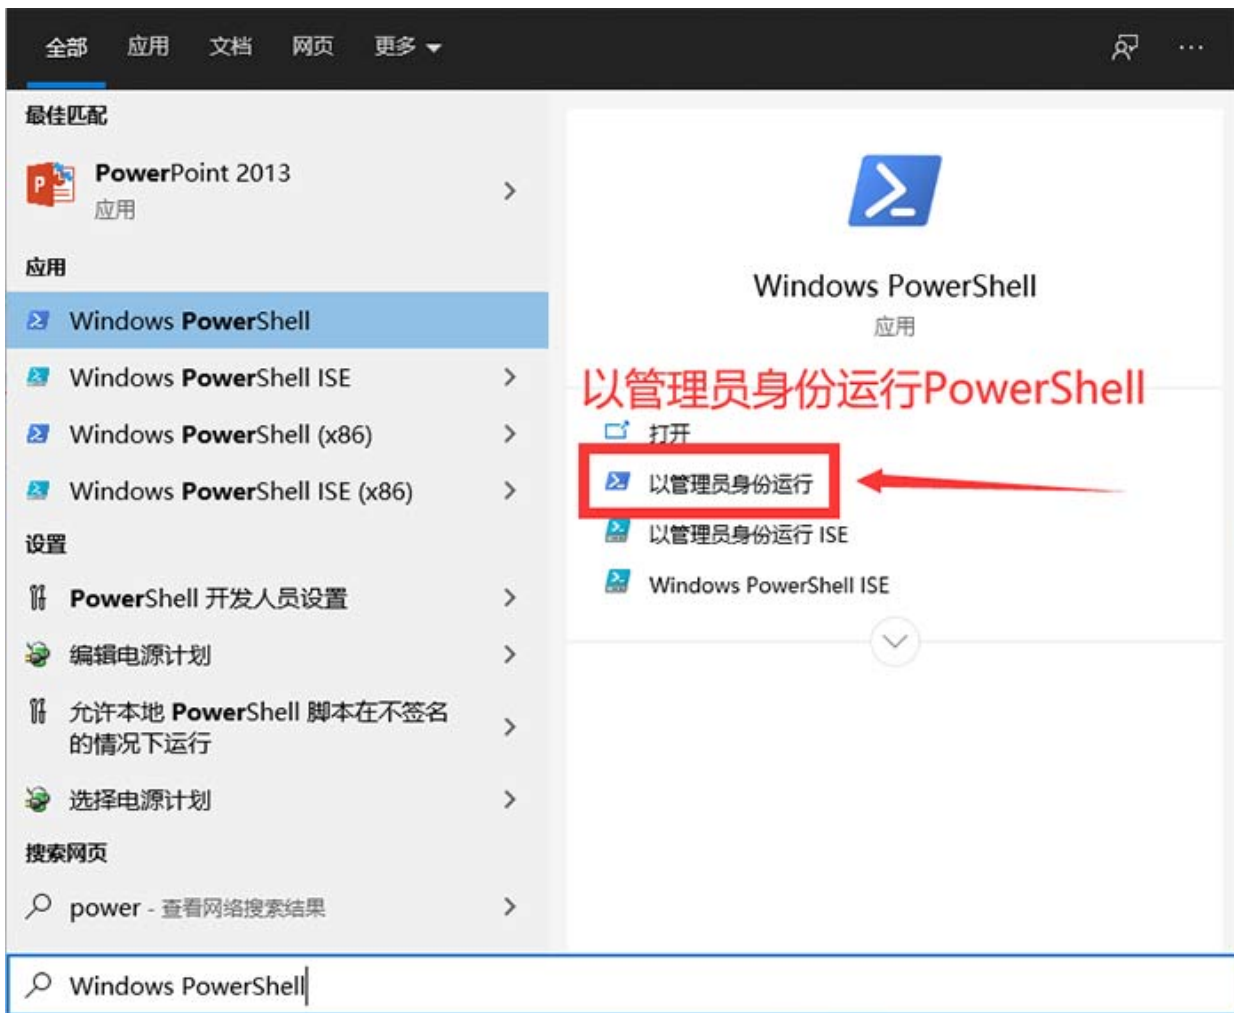 全部 应用 文档 网页 更多
最佳匹配
PowerPoint 2013
应用
应用
Windows PowerShell
Windows PowerShell ISE
Windows PowerShell (x86)
Windows PowerShell ISE (x86)
设置
PowerShell 开发人员设置
编辑电源计划
允许本地 PowerShell 脚本在不签名
的情况下运行
选择电源计划
搜索网页
power - 查看网络搜索结果
Windows PowerShell
应用
以管理员身份运行PowerShell
打开
以管理员身份运行
以管理员身份运行 ISE
Windows PowerShell ISE
Windows PowerShell